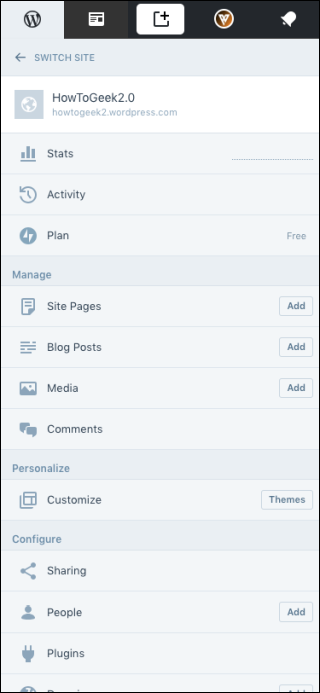 SWITCH SITE
HowToGeek2.0
howtogeek2.wordpress.com
Stats
Activity
Plan Free
Manage
Site Pages Add
Blog Posts Add
Media Add
Comments
Personalize
Customize Themes
Configure
Sharing
People Add
Plugins